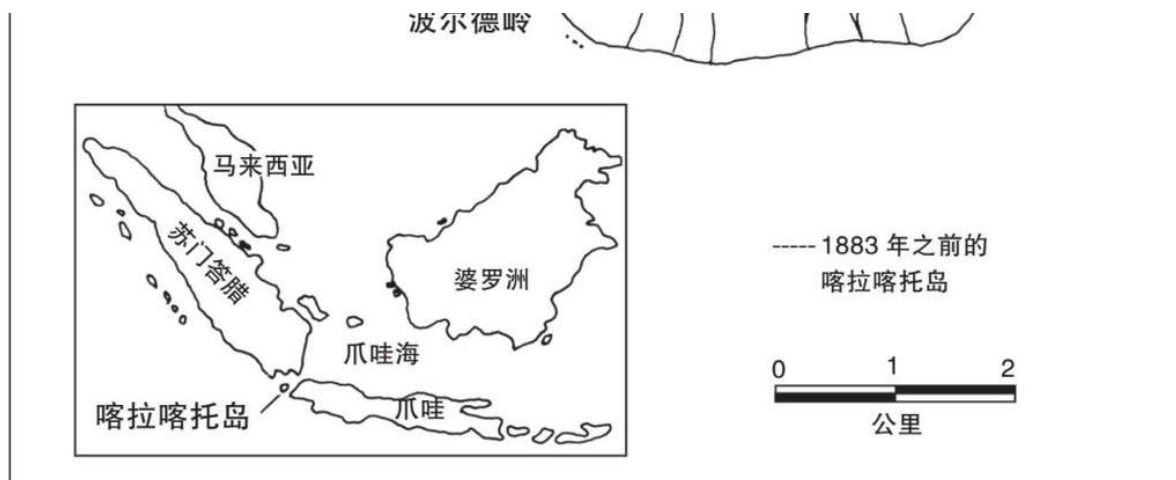 波尔德岭
马来西亚
苏门答腊
婆罗洲
爪哇海
爪哇
喀拉喀托岛
----- 1883 年之前的
喀拉喀托岛
0 1 2
公里